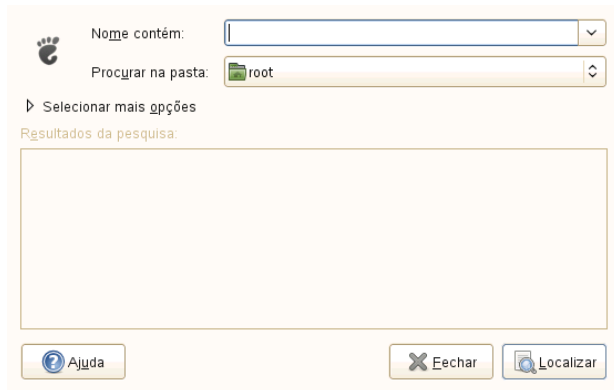 Nome contém:
Procurar na pasta: root
Selecionar mais opções
Resultados da pesquisa:
Ajuda
Fechar
Localizar